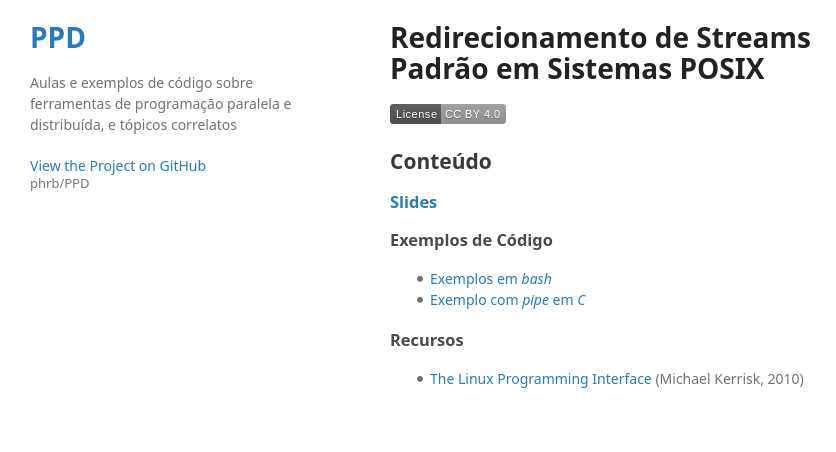 PPD
Aulas e exemplos de código sobre
ferramentas de programação paralela e
distribuída, e tópicos correlatos
View the Project on GitHub
phrb/PPD
Redirecionamento de Streams
Padrão em Sistemas POSIX
License CC BY 4.0
Conteúdo
Slides
Exemplos de Código
Exemplos em bash
Exemplo com pipe em C
Recursos
The Linux Programming Interface (Michael Kerrisk, 2010)